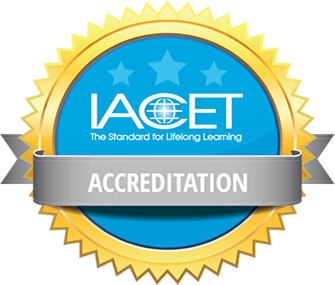 IACET
The Standard for Lifelong Learning
ACCREDITATION